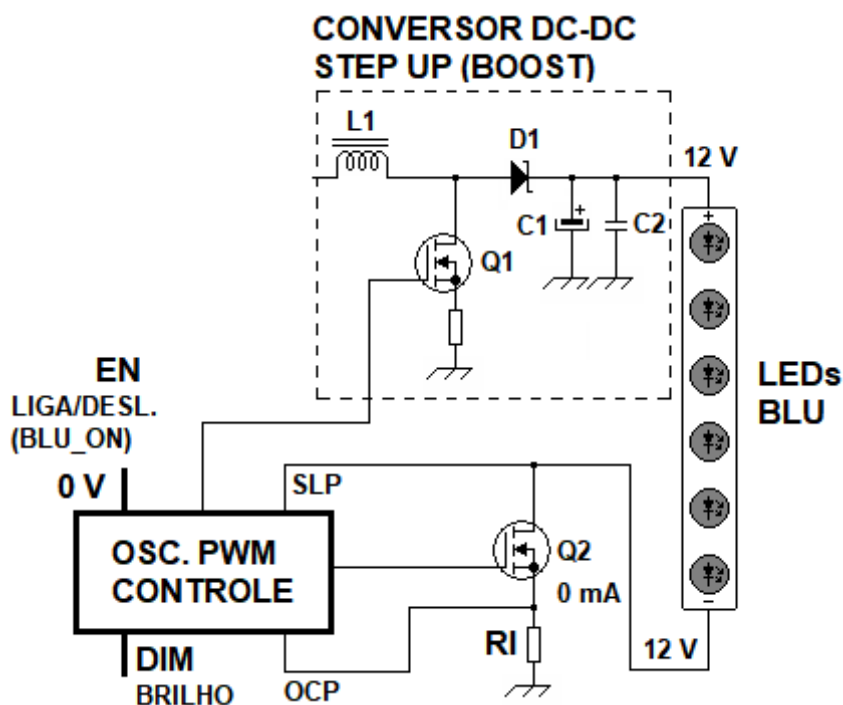 CONVERSOR DC-DC
STEP UP (BOOST)
L1
D1
12 V
C1
+
C2
Q1
+
LEDs
BLU
EN
LIGA/DESL.
(BLU_ON)
0 V
SLP
OSC. PWM
CONTROLE
Q2
0 mA
–
DIM
BRILHO
OCP
RI
12 V